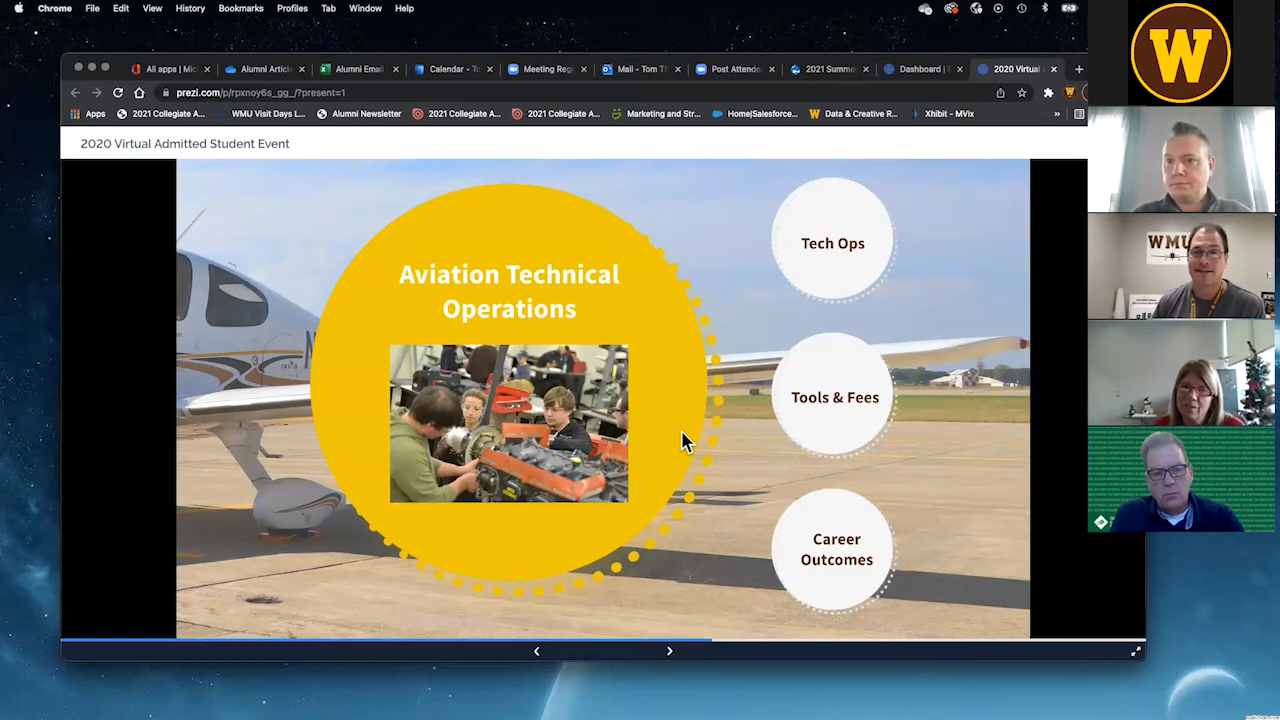 Chrome File Edit View History Bookmarks Profiles Tab Window Help
All apps | Mic
Alumni Articl
Alumni Email
Calendar - To
Meeting Regi
Mail - Tom Th
Post Attende
2021 Summe
Dashboard |
2020 Virtual
prezi.com/p/rpxnoy6s_gg_/?present=1
Apps
2021 Collegiate A...
WMU Visit Days L...
Alumni Newsletter
2021 Collegiate A...
2021 Collegiate A...
Marketing and Str...
Home|Salesforce...
Data & Creative R...
Xhibit - MVix
2020 Virtual Admitted Student Event
Aviation Technical
Operations
Tech Ops
Tools & Fees
Career
Outcomes
W
WMU